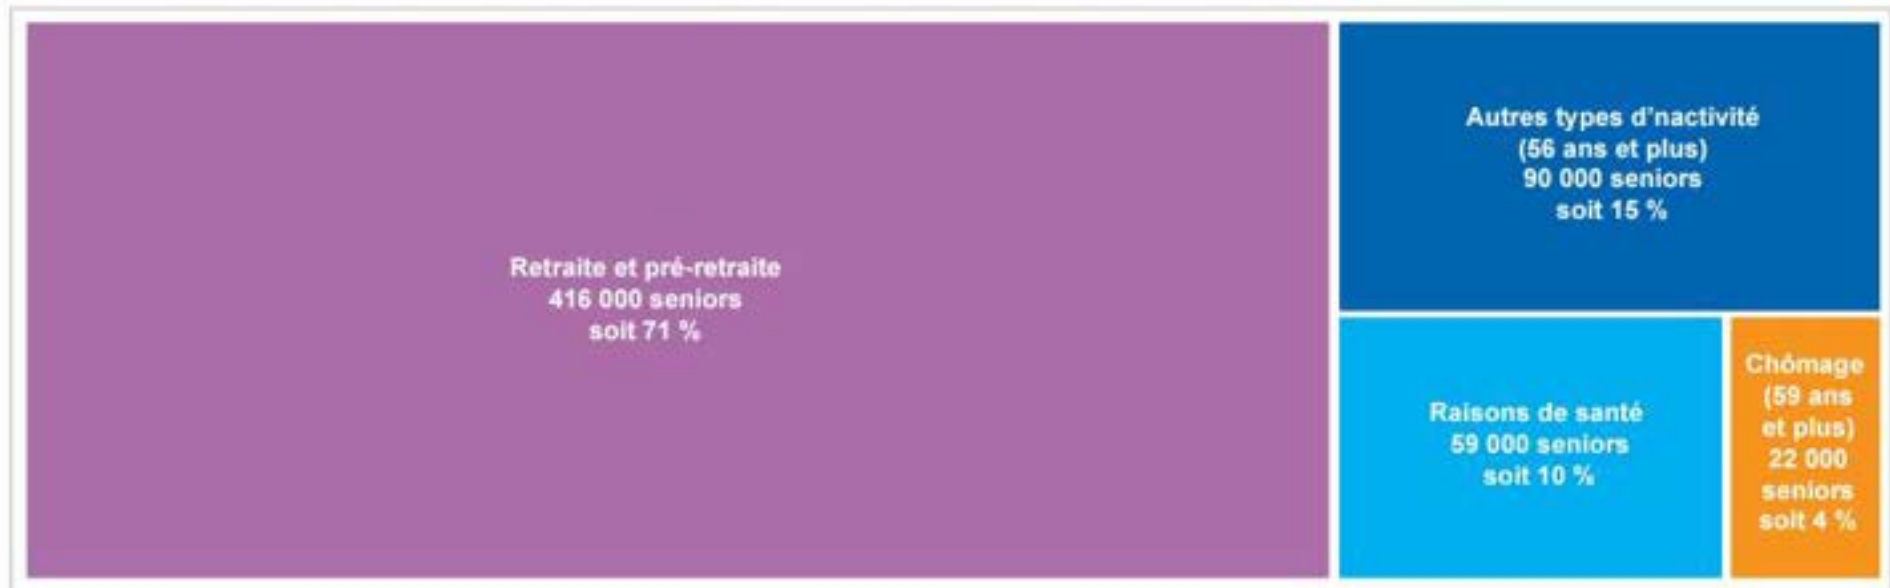 Retraite et pré-retraite
416 000 seniors
soit 71 %
Autres types d'nactivité
(56 ans et plus)
90 000 seniors
soit 15 %
Raisons de santé
59 000 seniors
soit 10 %
Chômage
(59 ans
et plus)
22 000
seniors
soit 4 %